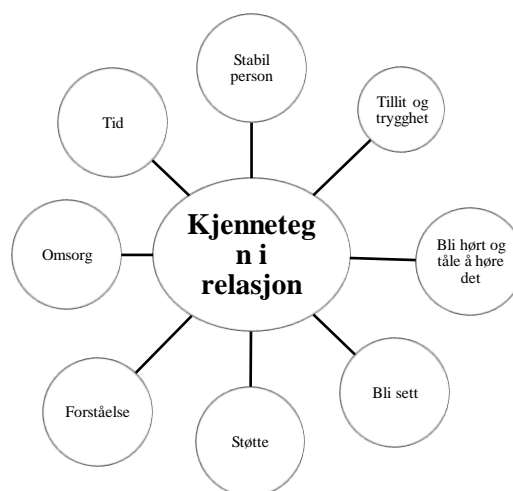 Stabil
person
Tillit og
trygghet
Tid
Kjenneteg
n i
relasjon
Bli hørt og
tåle å høre
det
Omsorg
Bli sett
Forståelse
Støtte